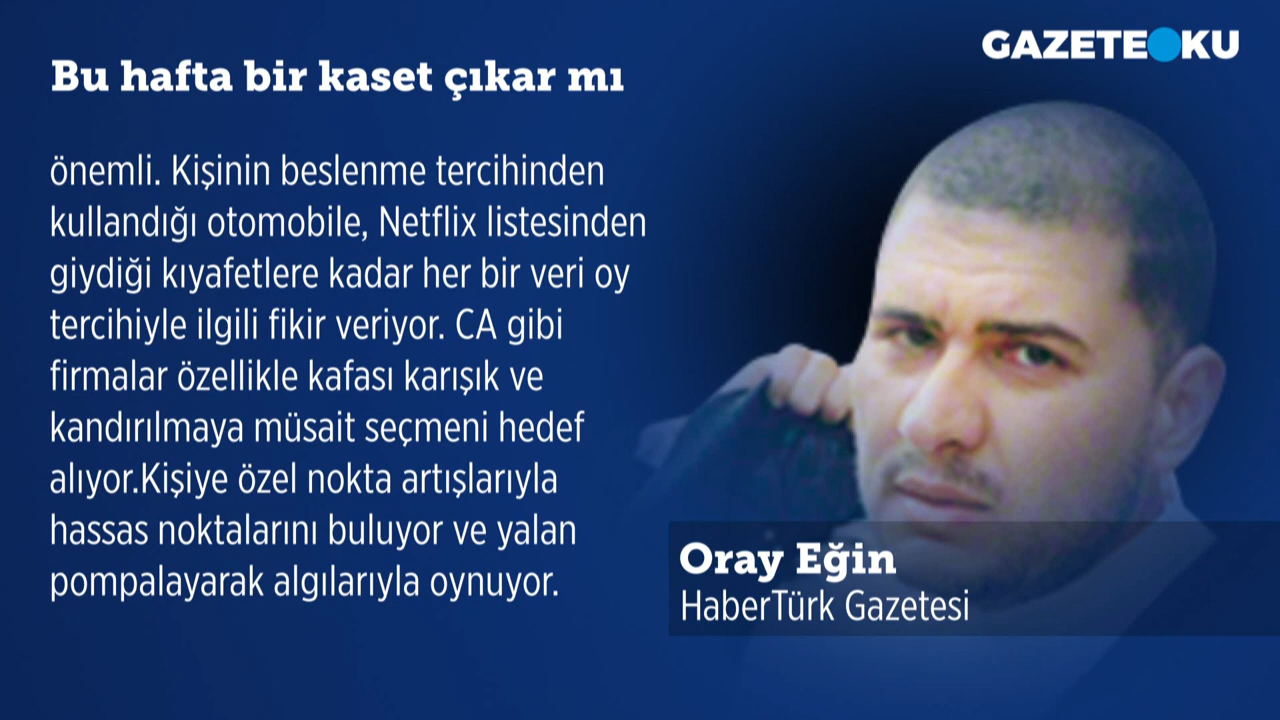 GAZETEOKU
Bu hafta bir kaset çıkar mı
önemli. Kişinin beslenme tercihinden
kullandığı otomobile, Netflix listesinden
giydiği kıyafetlere kadar her bir veri oy
tercihiyle ilgili fikir veriyor. CA gibi
firmalar özellikle kafası karışık ve
kandırılmaya müsait seçmeni hedef
alıyor.Kişiye özel nokta artışlarıyla
hassas noktalarını buluyor ve yalan
pompalayarak algılarıyla oynuyor.
Oray Eğin
HaberTürk Gazetesi